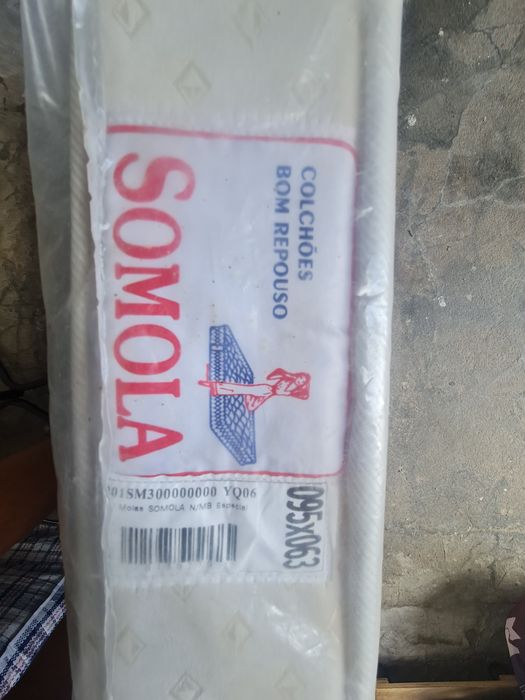 COLCHÕES
BOM REPOUSO
SOMOLA
201SM300000000 YQ06
Molas SOMOLA N/MB Especial
095X063